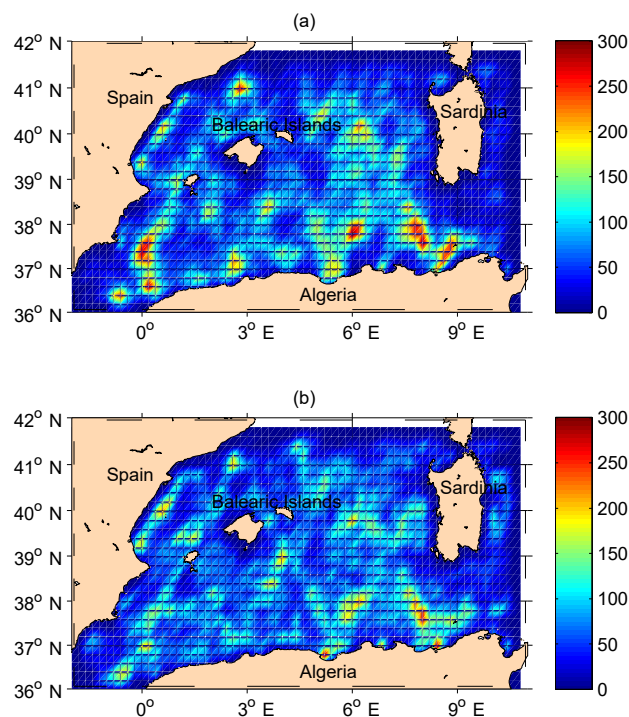 (a)
42° N
41° N
40° N
39° N
38° N
37° N
36° N
0°
3° E
6° E
9° E
Spain
Balearic Islands
Sardinia
Algeria
300
250
200
150
100
50
0
(b)
42° N
41° N
40° N
39° N
38° N
37° N
36° N
0°
3° E
6° E
9° E
Spain
Balearic Islands
Sardinia
Algeria
300
250
200
150
100
50
0